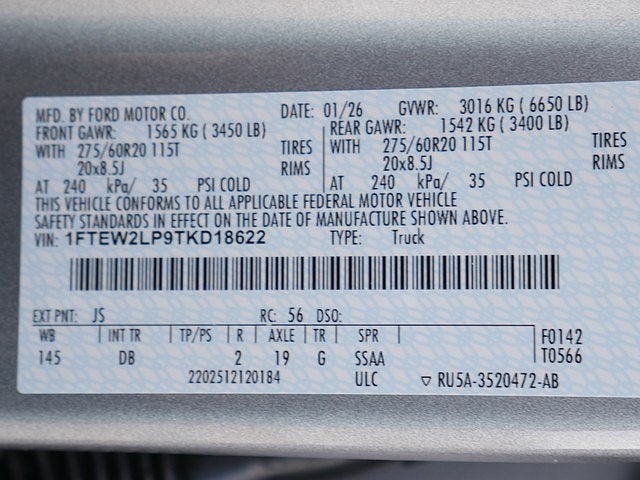 MFD. BY FORD MOTOR CO. DATE: 01/26 GVWR: 3016 KG ( 6650 LB)
FRONT GAWR: 1565 KG ( 3450 LB) REAR GAWR: 1542 KG ( 3400 LB)
WITH 275/60R20 115T TIRES WITH 275/60R20 115T TIRES
20x8.5J RIMS 20x8.5J RIMS
AT 240 kPa/ 35 PSI COLD AT 240 kPa/ 35 PSI COLD
THIS VEHICLE CONFORMS TO ALL APPLICABLE FEDERAL MOTOR VEHICLE
SAFETY STANDARDS IN EFFECT ON THE DATE OF MANUFACTURE SHOWN ABOVE.
VIN: 1FTEW2LP9TKD18622 TYPE: Truck
EXT PNT: JS RC: 56 DSO:
WB INT TR TP/PS R AXLE TR SPR F0142
145 DB 2 19 G SSAA T0566
2202512120184 ULC ▽ RU5A-3520472-AB